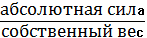 абсолютная сила
собственный вес